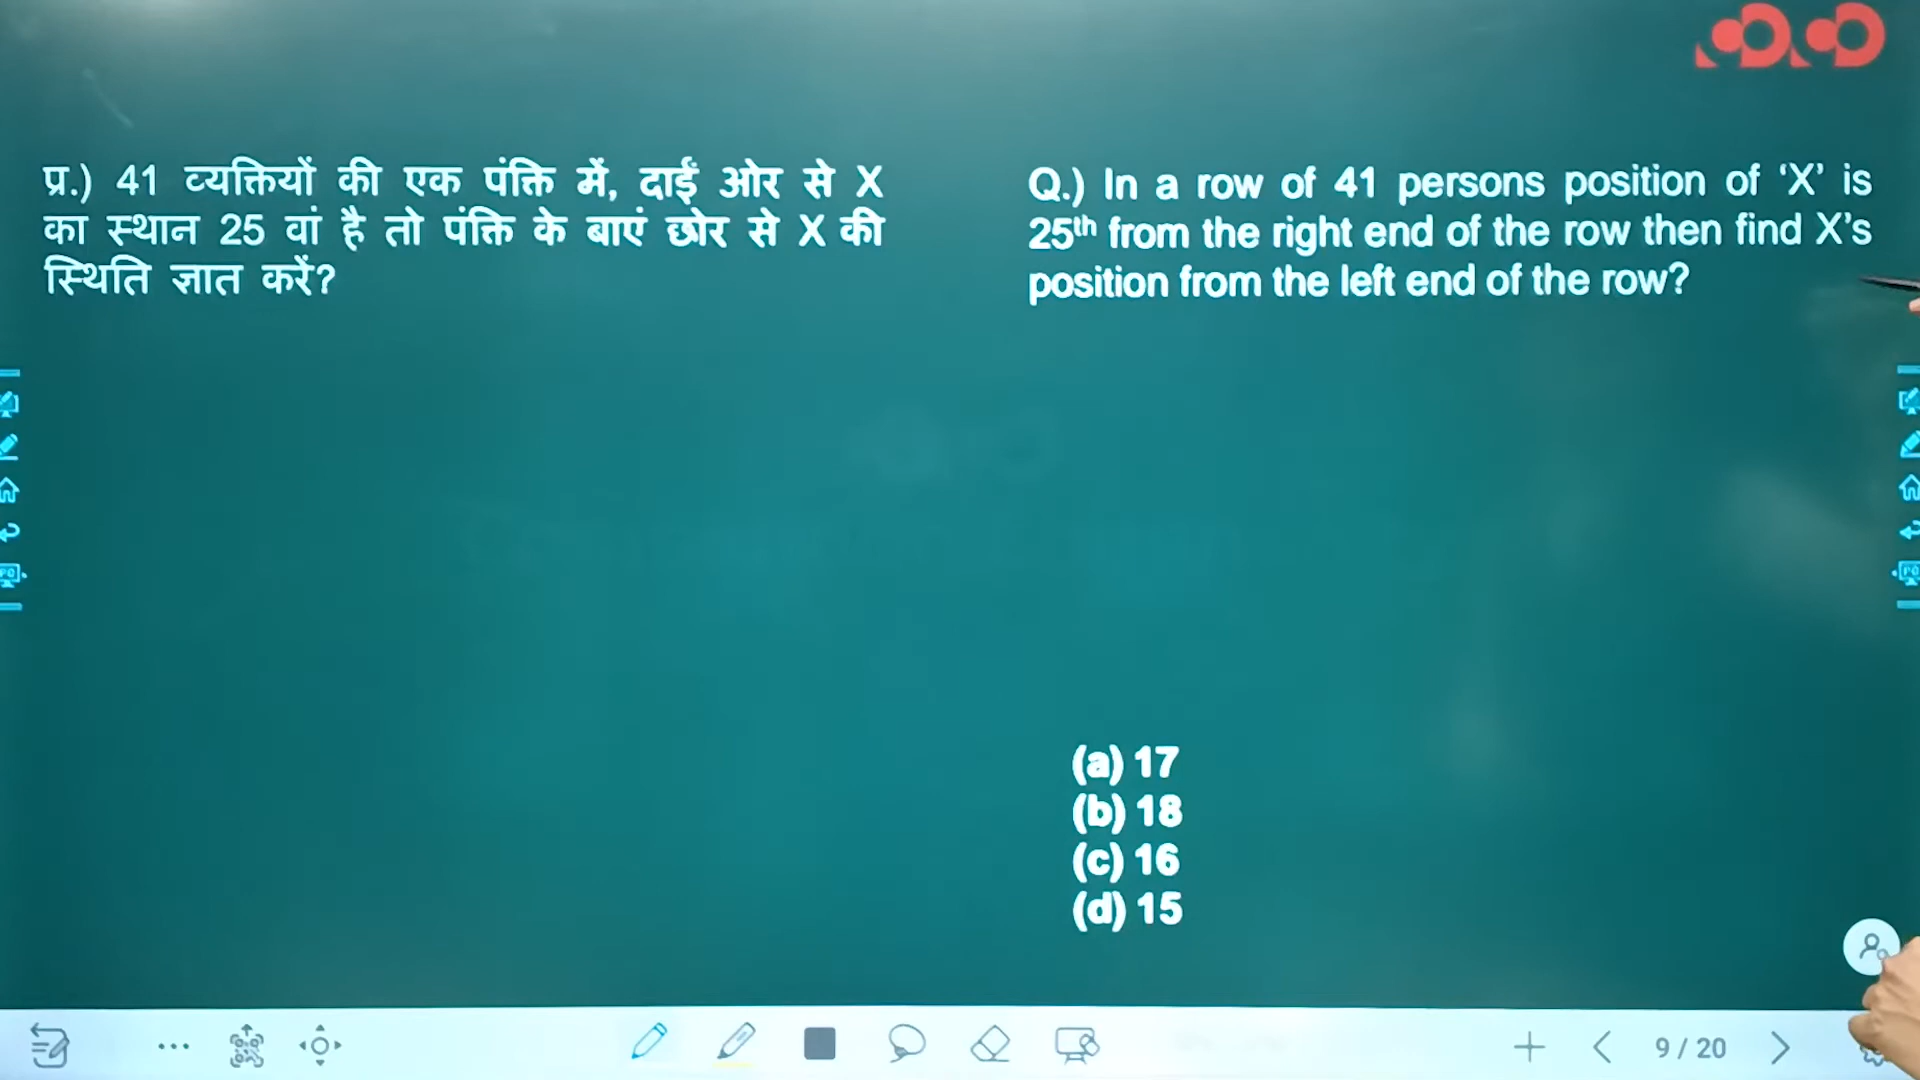 प्र.) 41 व्यक्तियों की एक पंक्ति में, दाईं ओर से X
का स्थान 25 वां है तो पंक्ति के बाएं छोर से X की
स्थिति ज्ञात करें?
Q.) In a row of 41 persons position of ‘X’ is
25th from the right end of the row then find X’s
position from the left end of the row?
(a) 17
(b) 18
(c) 16
(d) 15
9 / 20